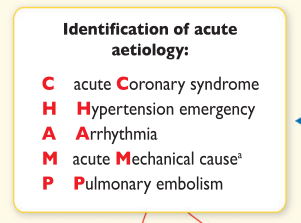 Identification of acute
aetiology:
C acute Coronary syndrome
H Hypertension emergency
A Arrhythmia
M acute Mechanical causeᵃ
P Pulmonary embolism